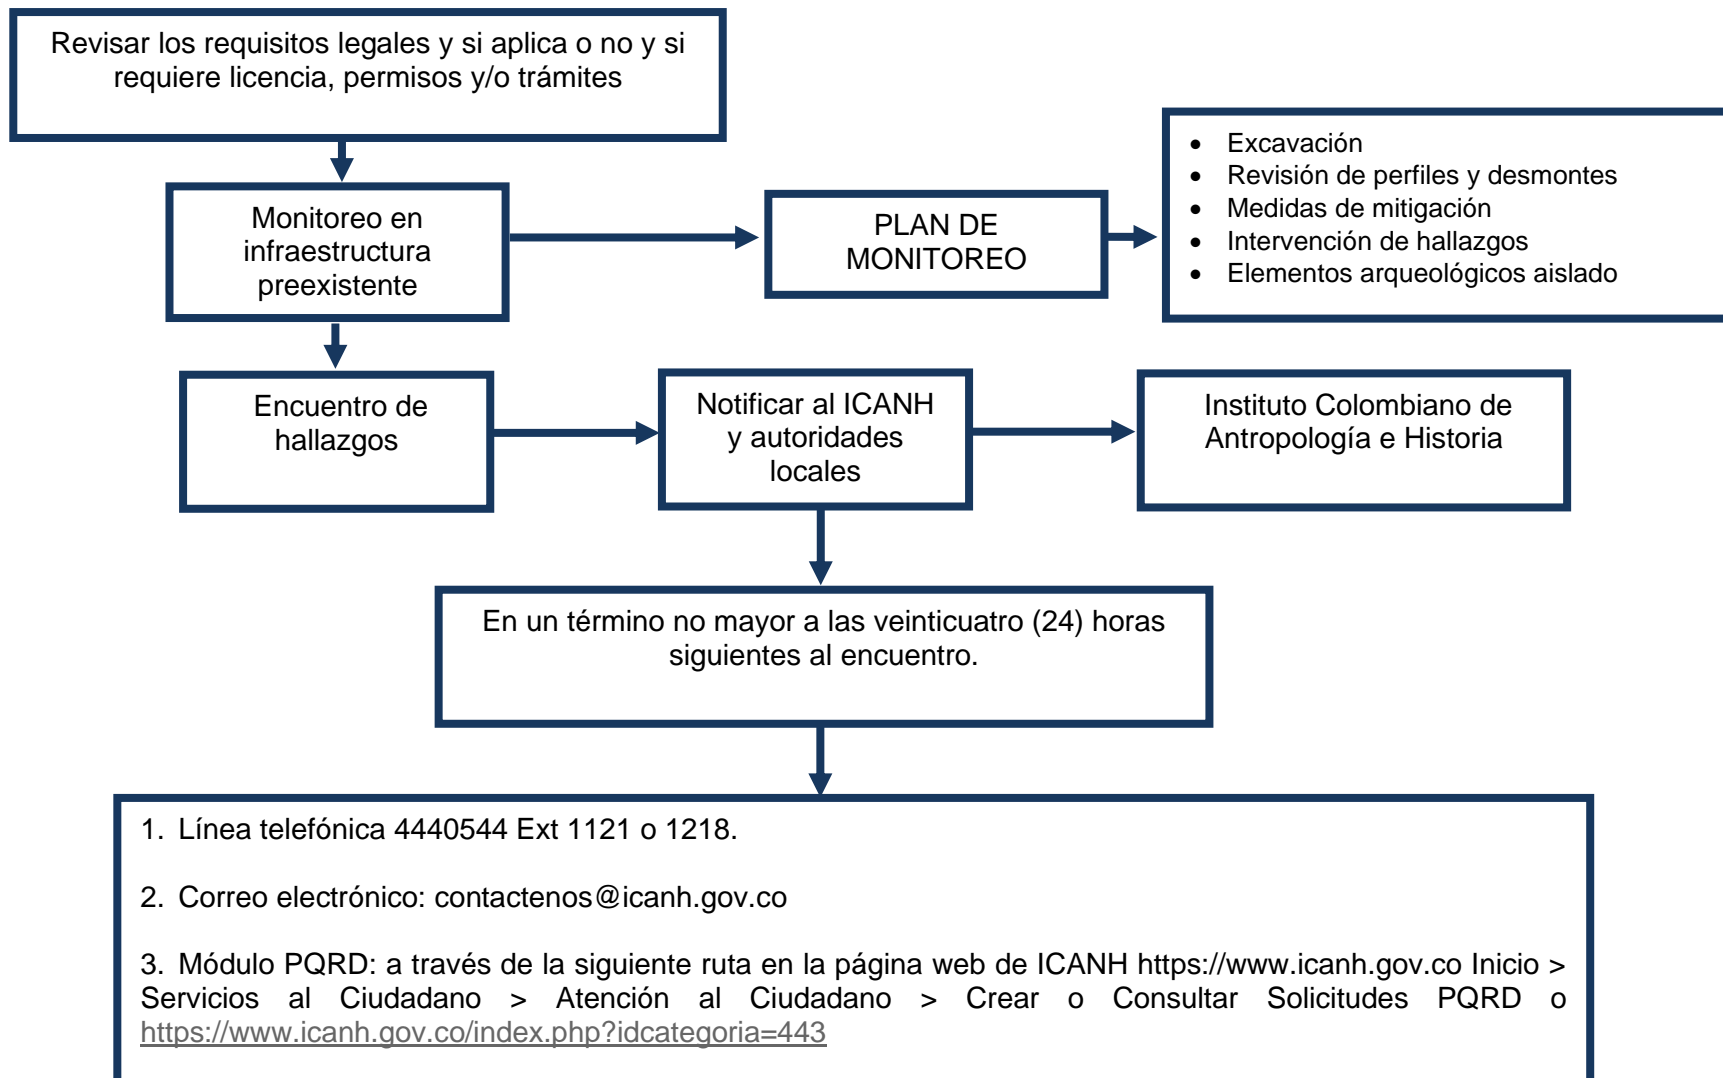 Revisar los requisitos legales y si aplica o no y si
requiere licencia, permisos y/o trámites
Monitoreo en
infraestructura
preexistente
PLAN DE
MONITOREO
• Excavación
• Revisión de perfiles y desmontes
• Medidas de mitigación
• Intervención de hallazgos
• Elementos arqueológicos aislado
Encuentro de
hallazgos
Notificar al ICANH
y autoridades
locales
Instituto Colombiano de
Antropología e Historia
En un término no mayor a las veinticuatro (24) horas
siguientes al encuentro.
1. Línea telefónica 4440544 Ext 1121 o 1218.
2. Correo electrónico: contactenos@icanh.gov.co
3. Módulo PQRD: a través de la siguiente ruta en la página web de ICANH https://www.icanh.gov.co Inicio >
Servicios al Ciudadano > Atención al Ciudadano > Crear o Consultar Solicitudes PQRD o
https://www.icanh.gov.co/index.php?idcategoria=443